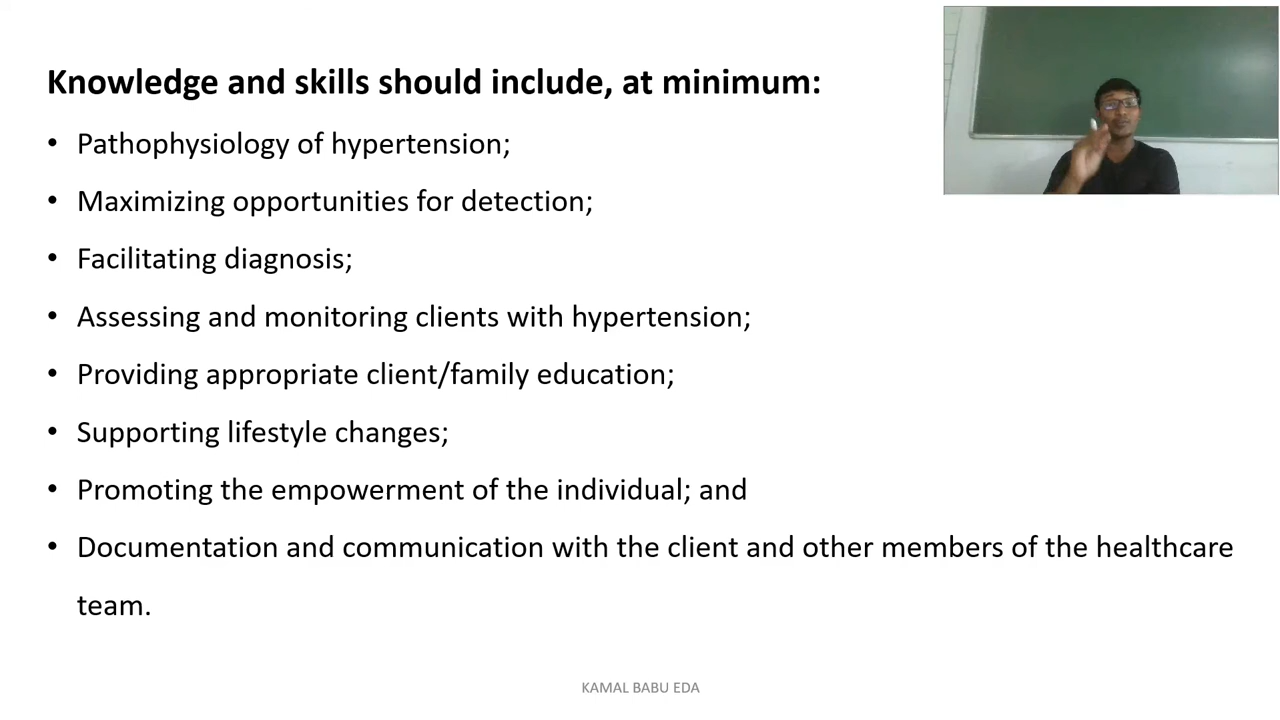 Knowledge and skills should include, at minimum:
• Pathophysiology of hypertension;
• Maximizing opportunities for detection;
• Facilitating diagnosis;
• Assessing and monitoring clients with hypertension;
• Providing appropriate client/family education;
• Supporting lifestyle changes;
• Promoting the empowerment of the individual; and
• Documentation and communication with the client and other members of the healthcare
team.
KAMAL BABU EDA